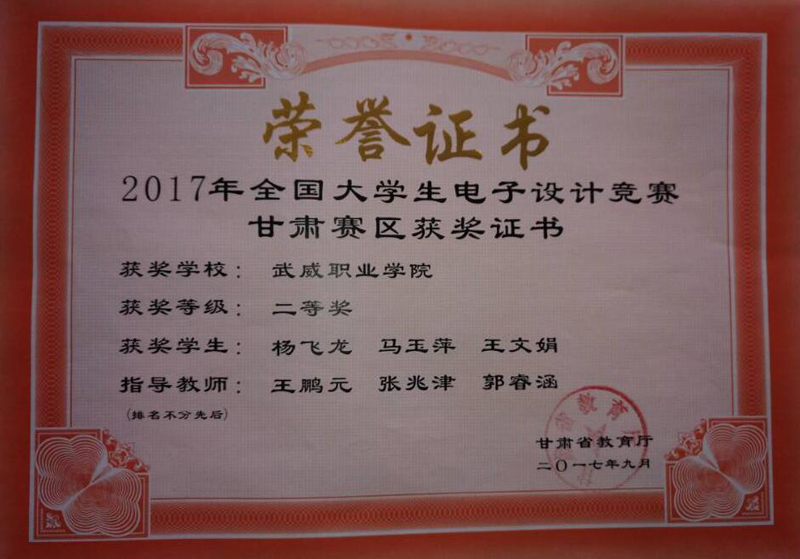 荣誉证书
2017年全国大学生电子设计竞赛
甘肃赛区获奖证书
获奖学校：武威职业学院
获奖等级：二等奖
获奖学生：杨飞龙 马玉萍 王文娟
指导教师：王鹏元 张兆津 郭睿涵
(排名不分先后)
甘肃省教育厅
二〇一七年九月